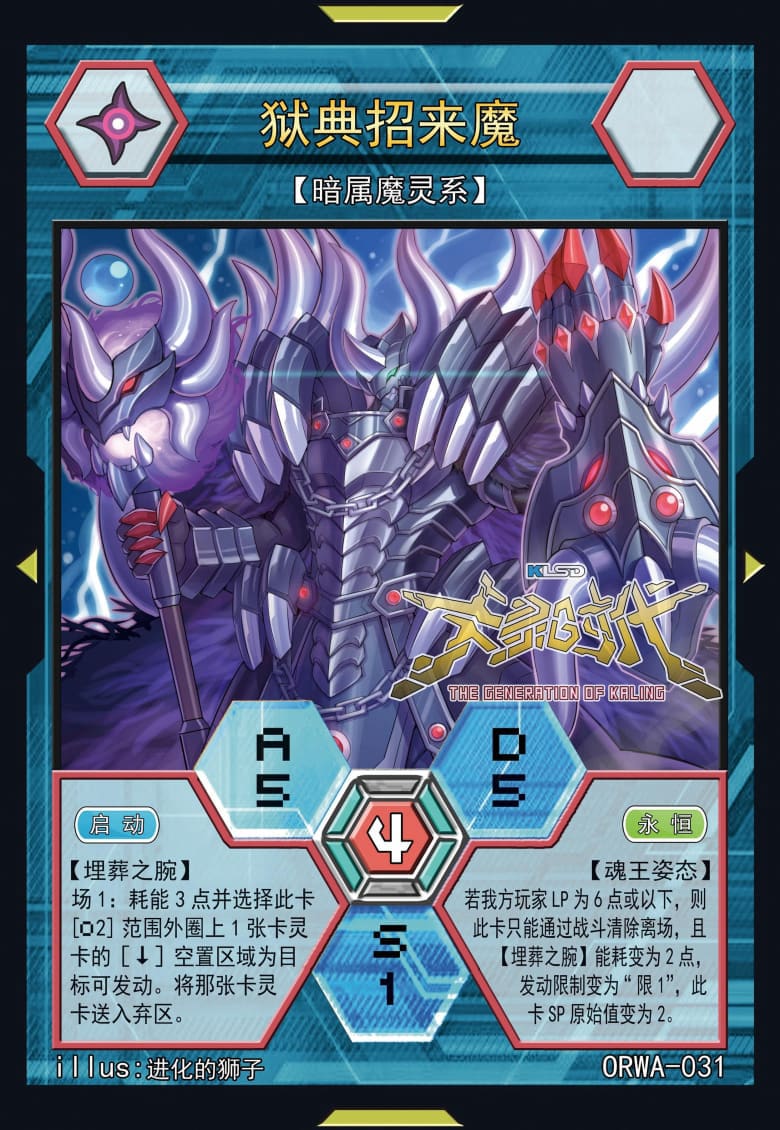 狱典招来魔
【暗属魔灵系】
KLSD
卡灵时代
THE GENERATION OF KALING
A
5
D
5
4
S
1
启动
【埋葬之腕】
场1：耗能3点并选择此卡
[o2]范围外圈上1张卡灵
卡的[↓]空置区域为目
标可发动。将那张卡灵
卡送入弃区。
永恒
【魂王姿态】
若我方玩家LP为6点或以下，则
此卡只能通过战斗清除离场，且
【埋葬之腕】能耗变为2点，
发动限制变为“限1”，此
卡SP原始值变为2。
illus:进化的狮子
ORWA-031